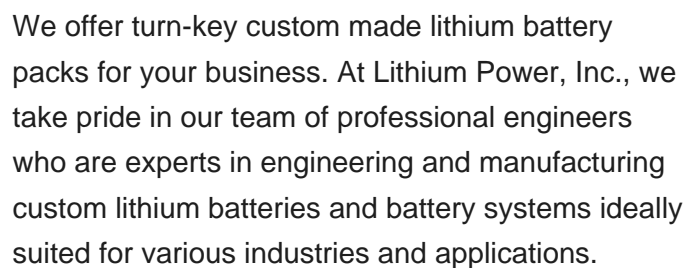 We offer turn-key custom made lithium battery
packs for your business. At Lithium Power, Inc., we
take pride in our team of professional engineers
who are experts in engineering and manufacturing
custom lithium batteries and battery systems ideally
suited for various industries and applications.